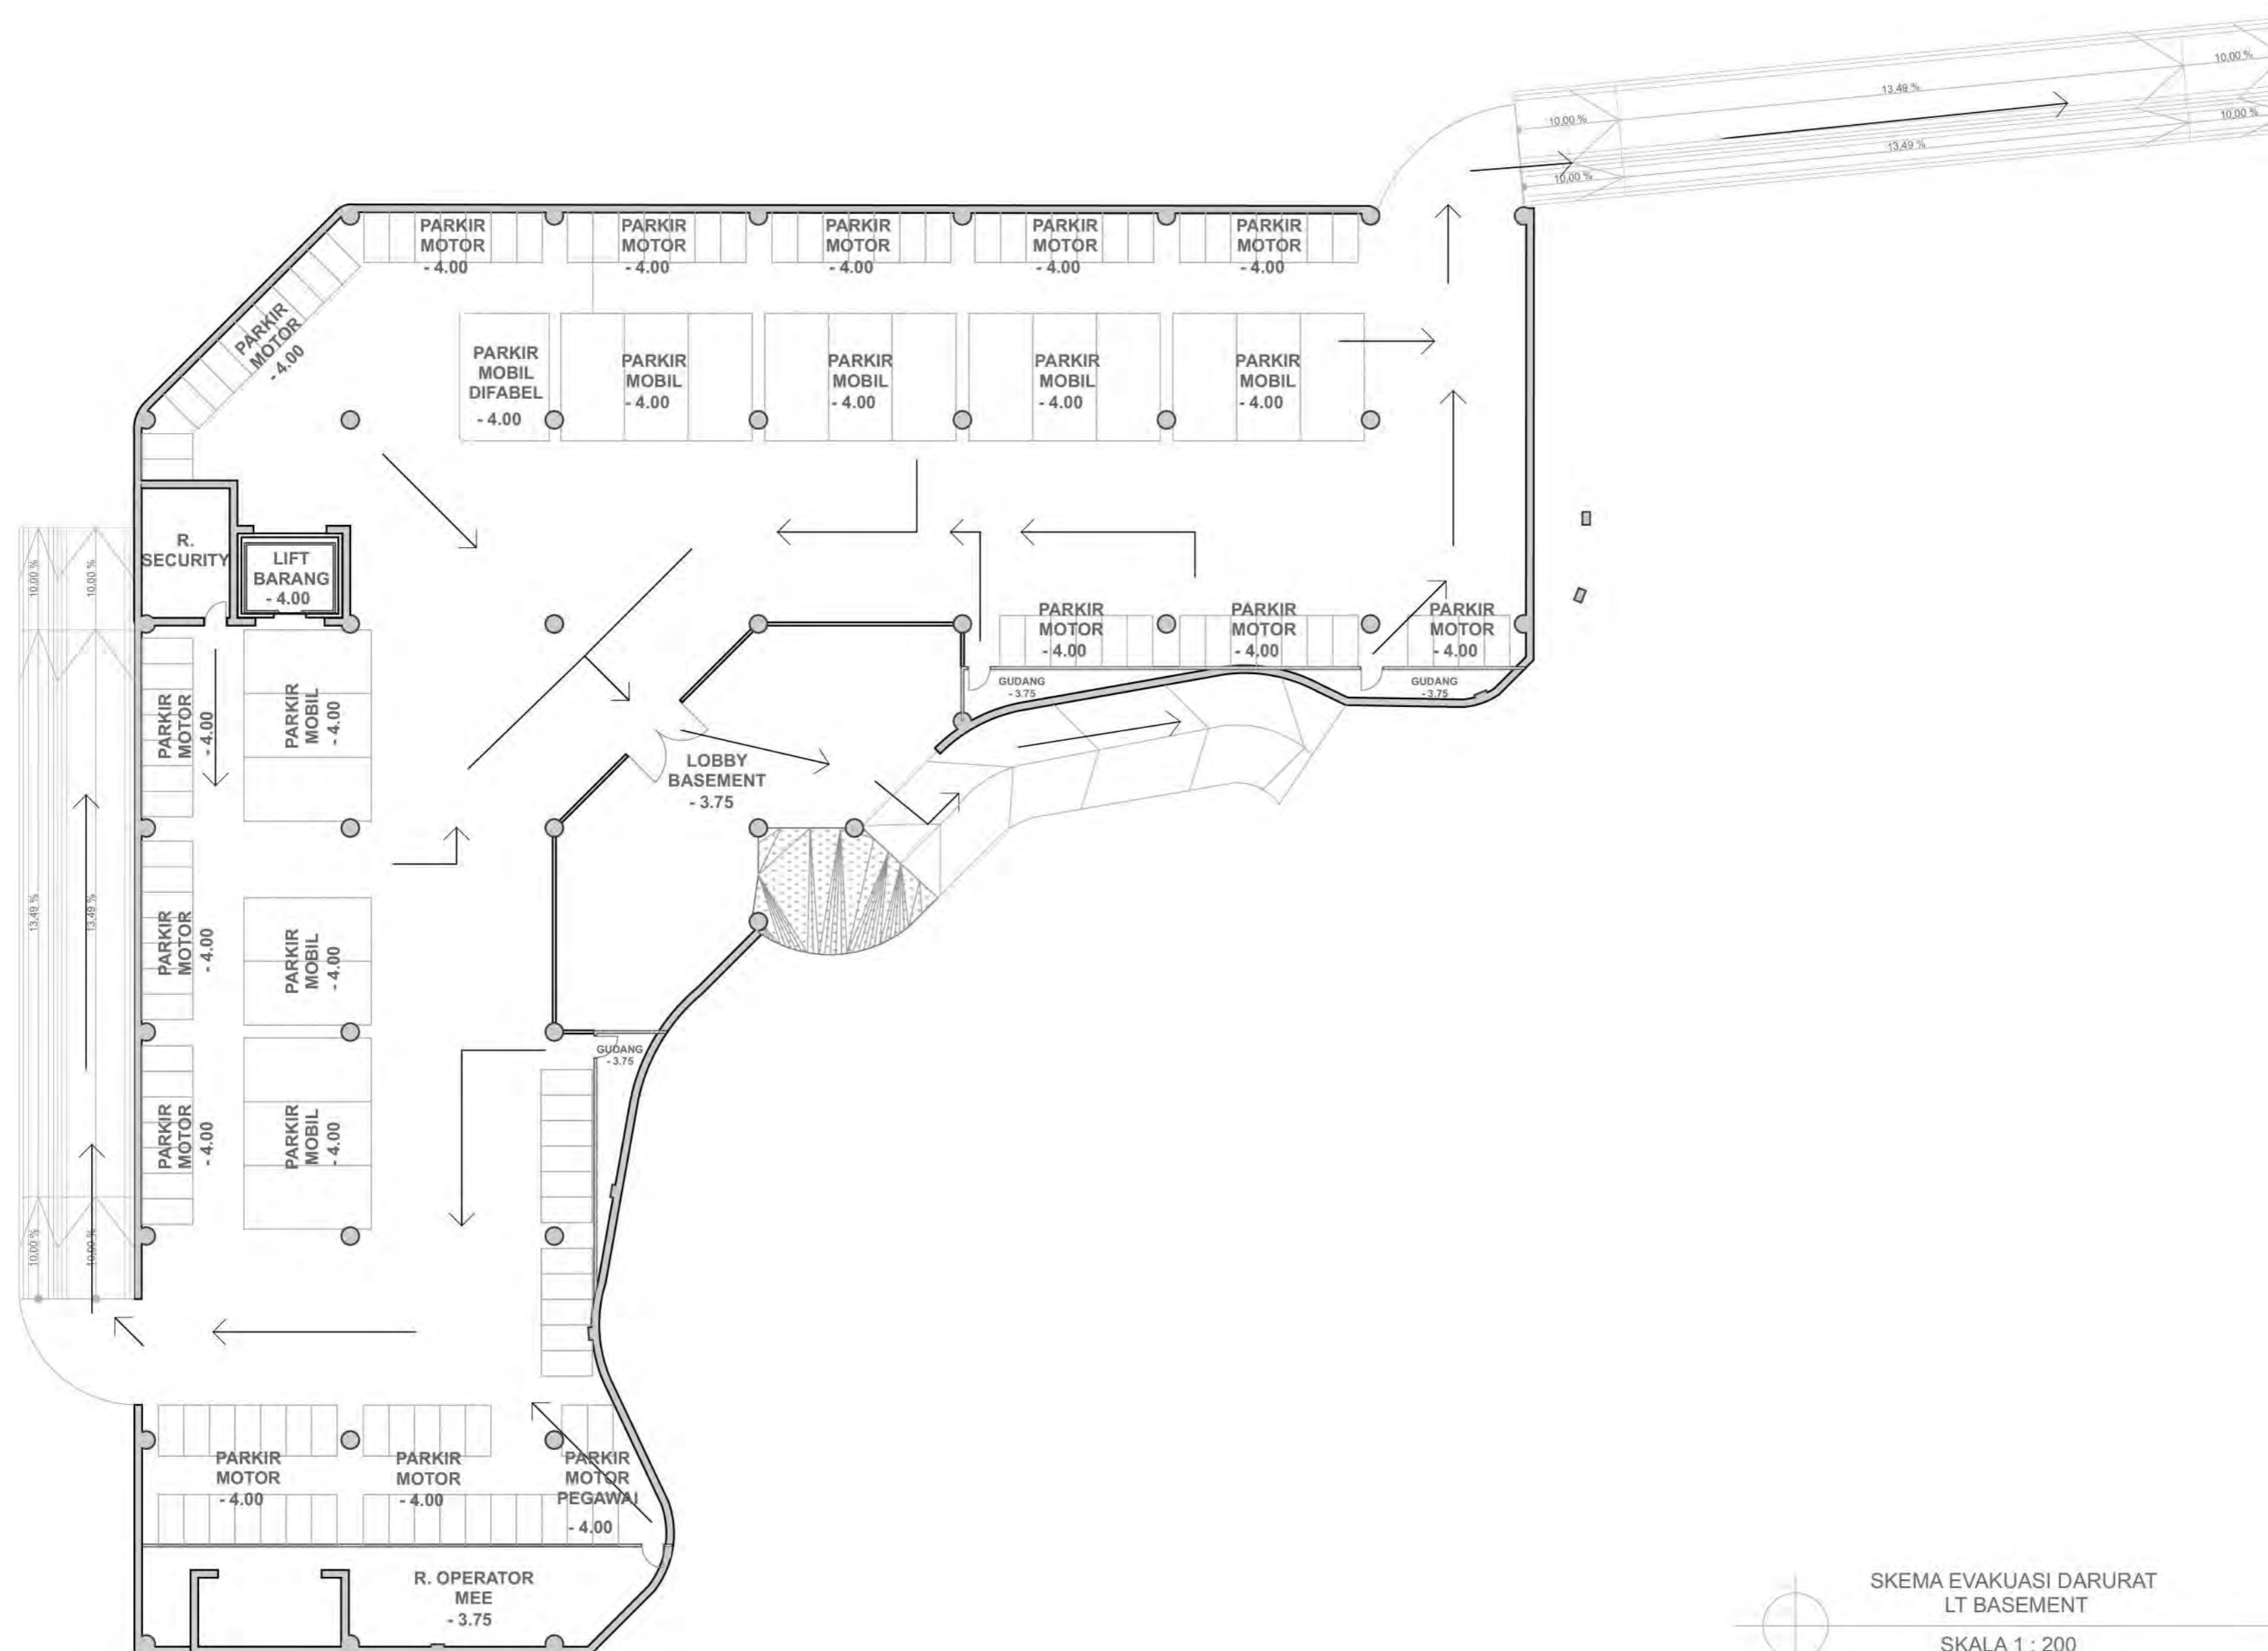 10.00 %
13.49 %
10.00 %
10.00 %
13.49 %
10.00 %
PARKIR
MOTOR
- 4.00
PARKIR
MOTOR
- 4.00
PARKIR
MOTOR
- 4.00
PARKIR
MOTOR
- 4.00
PARKIR
MOTOR
- 4.00
PARKIR
MOTOR
- 4.00
PARKIR
MOBIL
DIFABEL
- 4.00
PARKIR
MOBIL
- 4.00
PARKIR
MOBIL
- 4.00
PARKIR
MOBIL
- 4.00
PARKIR
MOBIL
- 4.00
R.
SECURITY
LIFT
BARANG
- 4.00
10.00 %
10.00 %
PARKIR
MOTOR
- 4.00
PARKIR
MOTOR
- 4.00
PARKIR
MOTOR
- 4.00
GUDANG
- 3.75
GUDANG
- 3.75
PARKIR
MOTOR
- 4.00
PARKIR
MOBIL
- 4.00
LOBBY
BASEMENT
- 3.75
13.49 %
13.49 %
PARKIR
MOTOR
- 4.00
PARKIR
MOBIL
- 4.00
GUDANG
- 3.75
PARKIR
MOTOR
- 4.00
PARKIR
MOBIL
- 4.00
10.00 %
10.00 %
PARKIR
MOTOR
- 4.00
PARKIR
MOTOR
- 4.00
PARKIR
MOTOR
PEGAWAI
- 4.00
R. OPERATOR
MEE
- 3.75
SKEMA EVAKUASI DARURAT
LT BASEMENT
SKALA 1 : 200